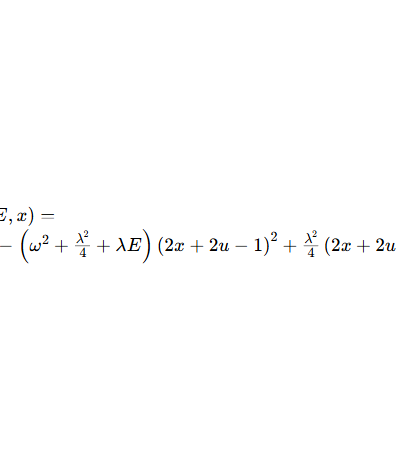 E, x) =
− (ω² + λ²/4 + λE) (2x + 2u − 1)² + λ²/4 (2x + 2u